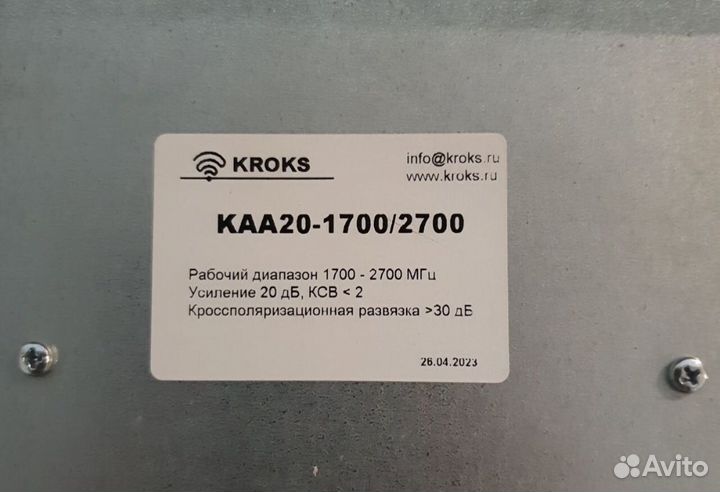 KROKS
info@kroks.ru
www.kroks.ru
KAA20-1700/2700
Рабочий диапазон 1700 - 2700 МГц
Усиление 20 дБ, КСВ < 2
Кроссполяризационная развязка >30 дБ
26.04.2023
Avito